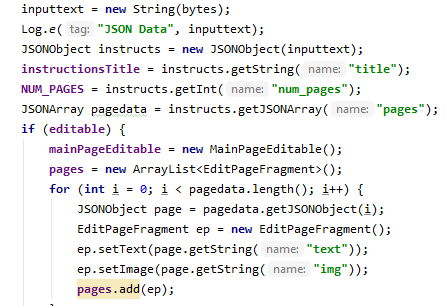 inputtext = new String(bytes);
Log.e( tag: "JSON Data", inputtext);
JSONObject instructs = new JSONObject(inputtext);
instructionsTitle = instructs.getString( name: "title");
NUM_PAGES = instructs.getInt( name: "num_pages");
JSONArray pagedata = instructs.getJSONArray( name: "pages");
if (editable) {
mainPageEditable = new MainPageEditable();
pages = new ArrayList<EditPageFragment>();
for (int i = 0; i < pagedata.length(); i++) {
JSONObject page = pagedata.getJSONObject(i);
EditPageFragment ep = new EditPageFragment();
ep.setText(page.getString( name: "text"));
ep.setImage(page.getString( name: "img"));
pages.add(ep);